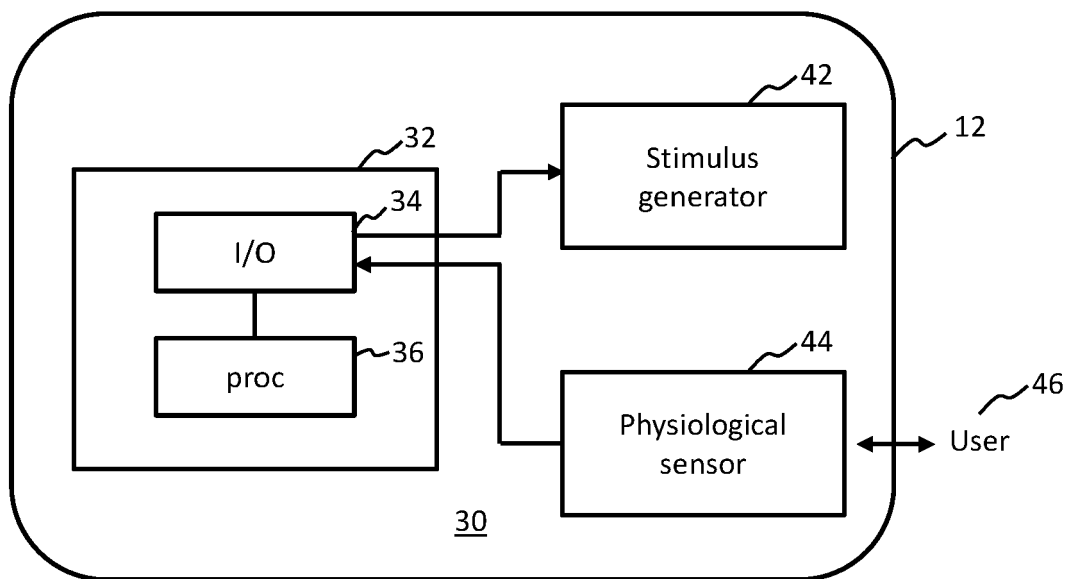 42
Stimulus
generator
12
32
34
I/O
36
proc
44
Physiological
sensor
46
User
30